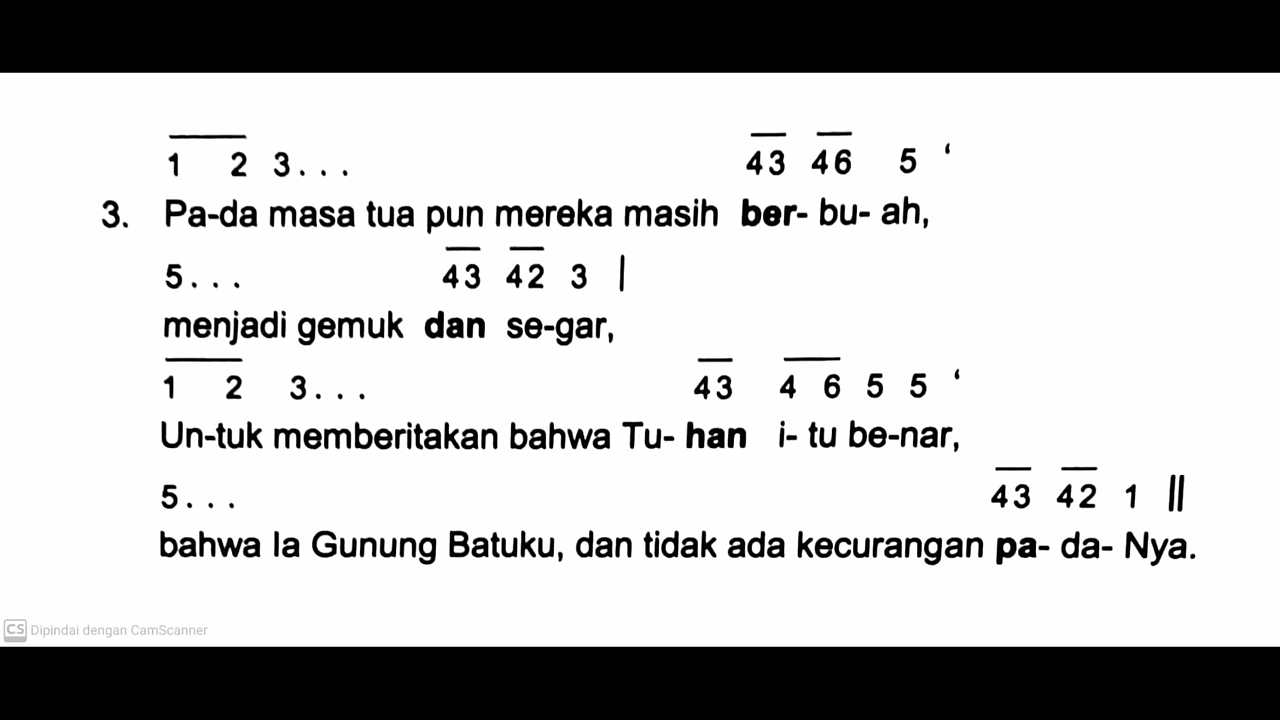 1 2 3... 43 46 5 ‘
3. Pa-da masa tua pun mereka masih ber- bu- ah,
5... 43 42 3 |
menjadi gemuk dan se-gar,
1 2 3... 43 4 6 5 5 ‘
Un-tuk memberitakan bahwa Tu- han i- tu be-nar,
5... 43 42 1 ||
bahwa Ia Gunung Batuku, dan tidak ada kecurangan pa- da- Nya.
CS Dipindai dengan CamScanner